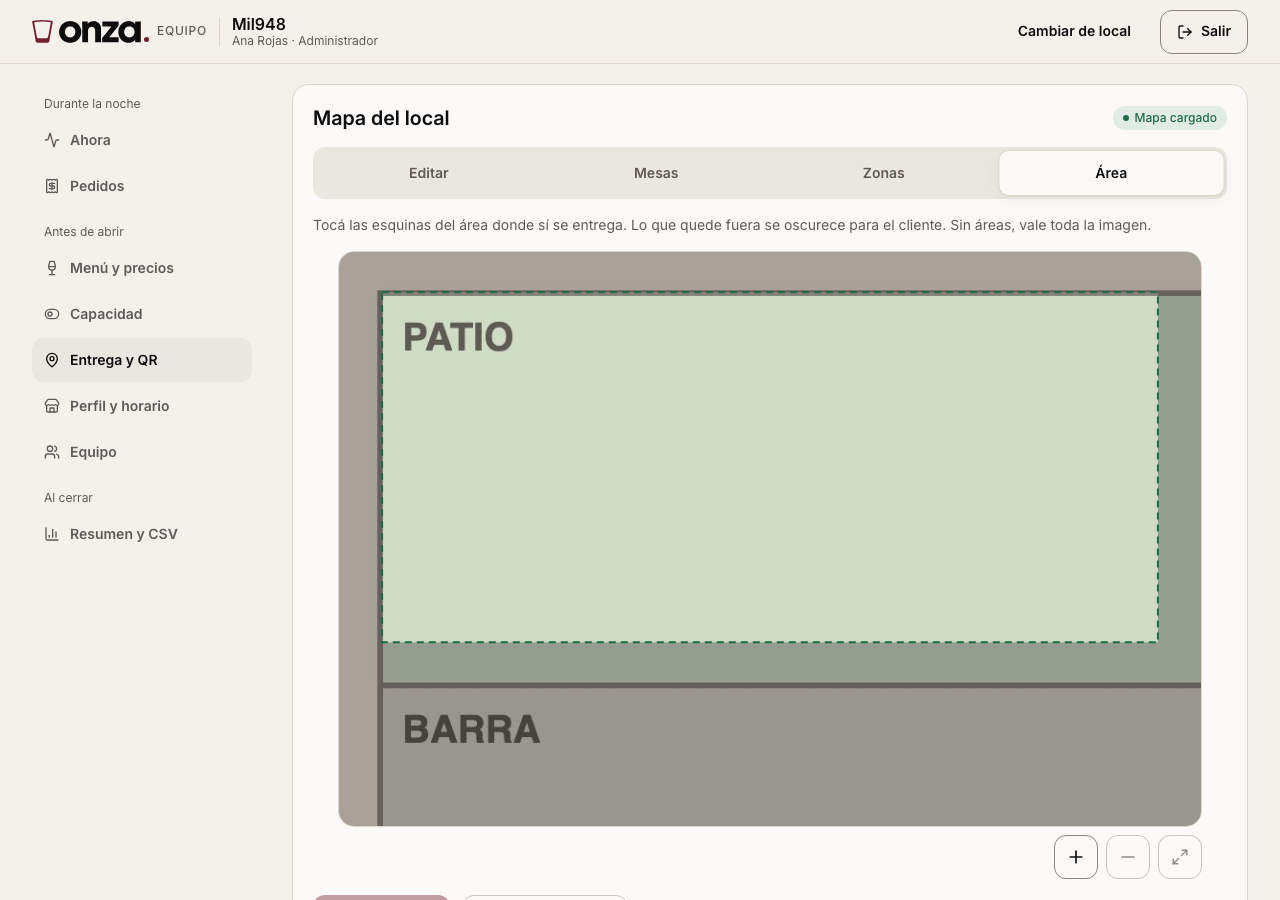 onza. EQUIPO
Mil948
Ana Rojas · Administrador
Cambiar de local
Salir
Durante la noche
Ahora
Pedidos
Antes de abrir
Menú y precios
Capacidad
Entrega y QR
Perfil y horario
Equipo
Al cerrar
Resumen y CSV
Mapa del local
Mapa cargado
Editar
Mesas
Zonas
Área
Tocá las esquinas del área donde sí se entrega. Lo que quede fuera se oscurece para el cliente. Sin áreas, vale toda la imagen.
PATIO
BARRA